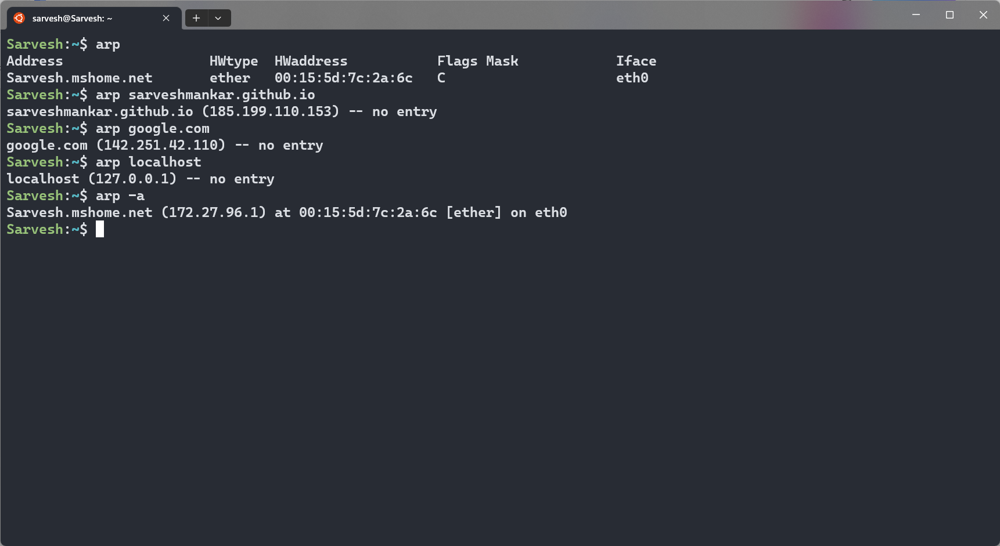 sarvesh@Sarvesh: ~
Sarvesh:~$ arp
Address                  HWtype  HWaddress           Flags Mask            Iface
Sarvesh.mshome.net       ether   00:15:5d:7c:2a:6c   C                     eth0
Sarvesh:~$ arp sarveshmankar.github.io
sarveshmankar.github.io (185.199.110.153) -- no entry
Sarvesh:~$ arp google.com
google.com (142.251.42.110) -- no entry
Sarvesh:~$ arp localhost
localhost (127.0.0.1) -- no entry
Sarvesh:~$ arp -a
Sarvesh.mshome.net (172.27.96.1) at 00:15:5d:7c:2a:6c [ether] on eth0
Sarvesh:~$